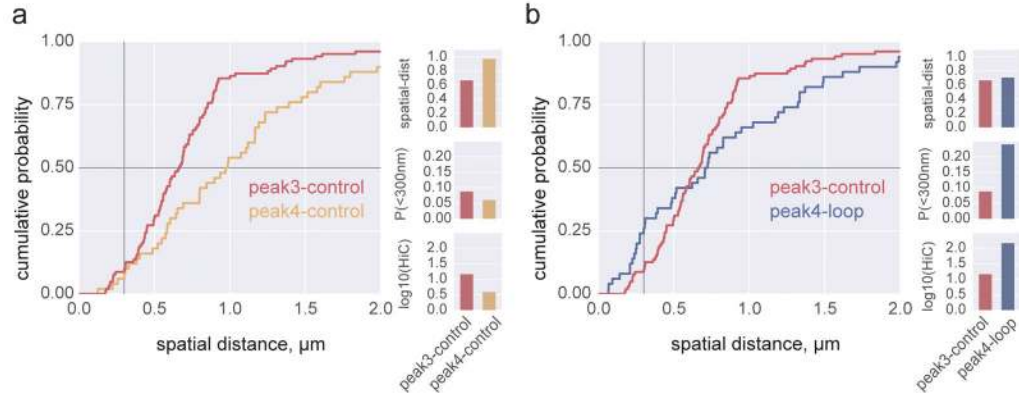 a
cumulative probability
1.00
0.75
0.50
0.25
0.00
0.0
0.5
1.0
1.5
2.0
spatial distance, µm
peak3-control
peak4-control
spatial-dist
1.0
0.8
0.6
0.4
0.2
0.0
P(<300nm)
0.20
0.15
0.10
0.05
0.00
log10(HiC)
2.0
1.5
1.0
0.5
0.0
peak3-control
peak4-control
b
cumulative probability
1.00
0.75
0.50
0.25
0.00
0.0
0.5
1.0
1.5
2.0
spatial distance, µm
peak3-control
peak4-loop
spatial-dist
1.0
0.8
0.6
0.4
0.2
0.0
P(<300nm)
0.20
0.15
0.10
0.05
0.00
log10(HiC)
2.0
1.5
1.0
0.5
0.0
peak3-control
peak4-loop